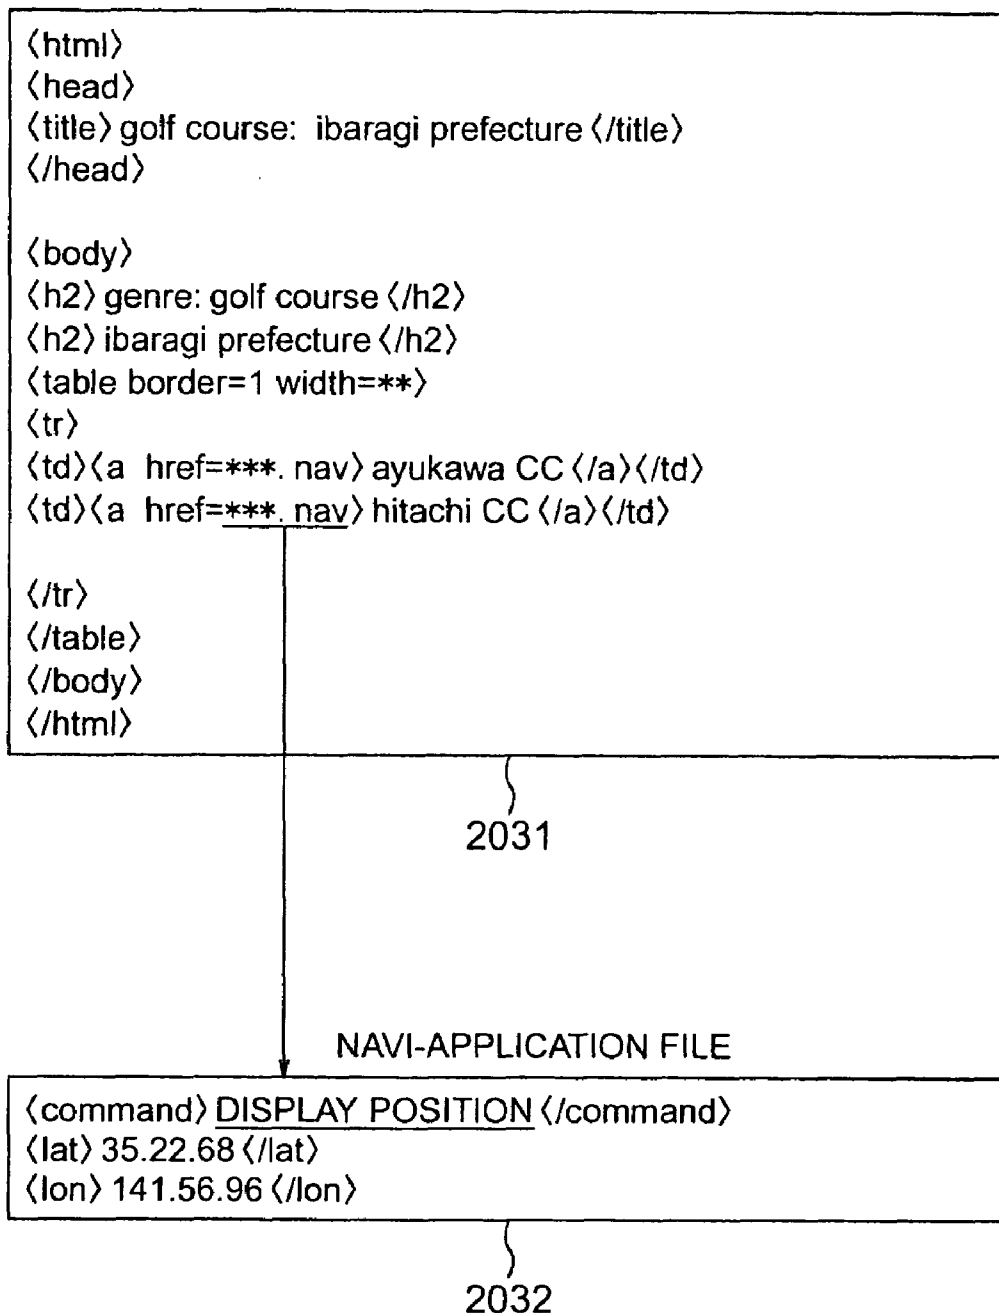 〈html〉
〈head〉
〈title〉 golf course: ibaragi prefecture 〈/title〉
〈/head〉
〈body〉
〈h2〉 genre: golf course 〈/h2〉
〈h2〉 ibaragi prefecture 〈/h2〉
〈table border=1 width=**〉
〈tr〉
〈td〉〈a href=***. nav〉 ayukawa CC 〈/a〉〈/td〉
〈td〉〈a href=***. nav〉 hitachi CC 〈/a〉〈/td〉
〈/tr〉
〈/table〉
〈/body〉
〈/html〉
2031
NAVI-APPLICATION FILE
〈command〉 DISPLAY POSITION 〈/command〉
〈lat〉 35.22.68 〈/lat〉
〈lon〉 141.56.96 〈/lon〉
2032